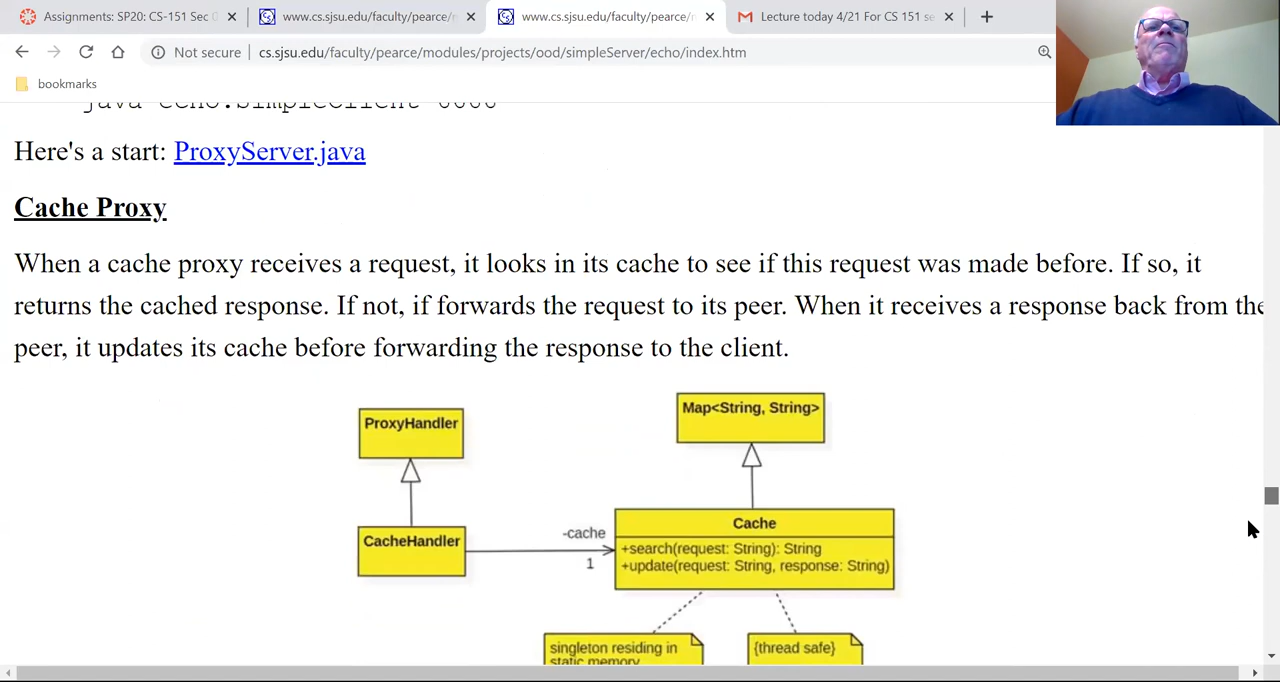 Assignments: SP20: CS-151 Sec
www.cs.sjsu.edu/faculty/pearce/
www.cs.sjsu.edu/faculty/pearce/
Lecture today 4/21 For CS 151 se
Not secure
cs.sjsu.edu/faculty/pearce/modules/projects/ood/simpleServer/echo/index.htm
bookmarks
java echo.SimpleClient
Here's a start: ProxyServer.java
Cache Proxy
When a cache proxy receives a request, it looks in its cache to see if this request was made before. If so, it
returns the cached response. If not, if forwards the request to its peer. When it receives a response back from the
peer, it updates its cache before forwarding the response to the client.
ProxyHandler
Map<String, String>
CacheHandler
-cache
1
Cache
+search(request: String): String
+update(request: String, response: String)
singleton residing in
static memory
{thread safe}